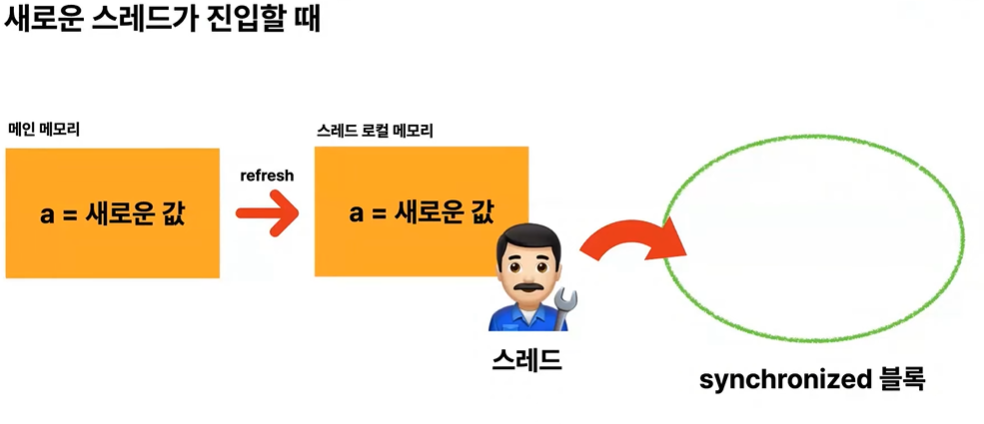 새로운 스레드가 진입할 때
메인 메모리
스레드 로컬 메모리
a = 새로운 값
refresh
a = 새로운 값
스레드
synchronized 블록